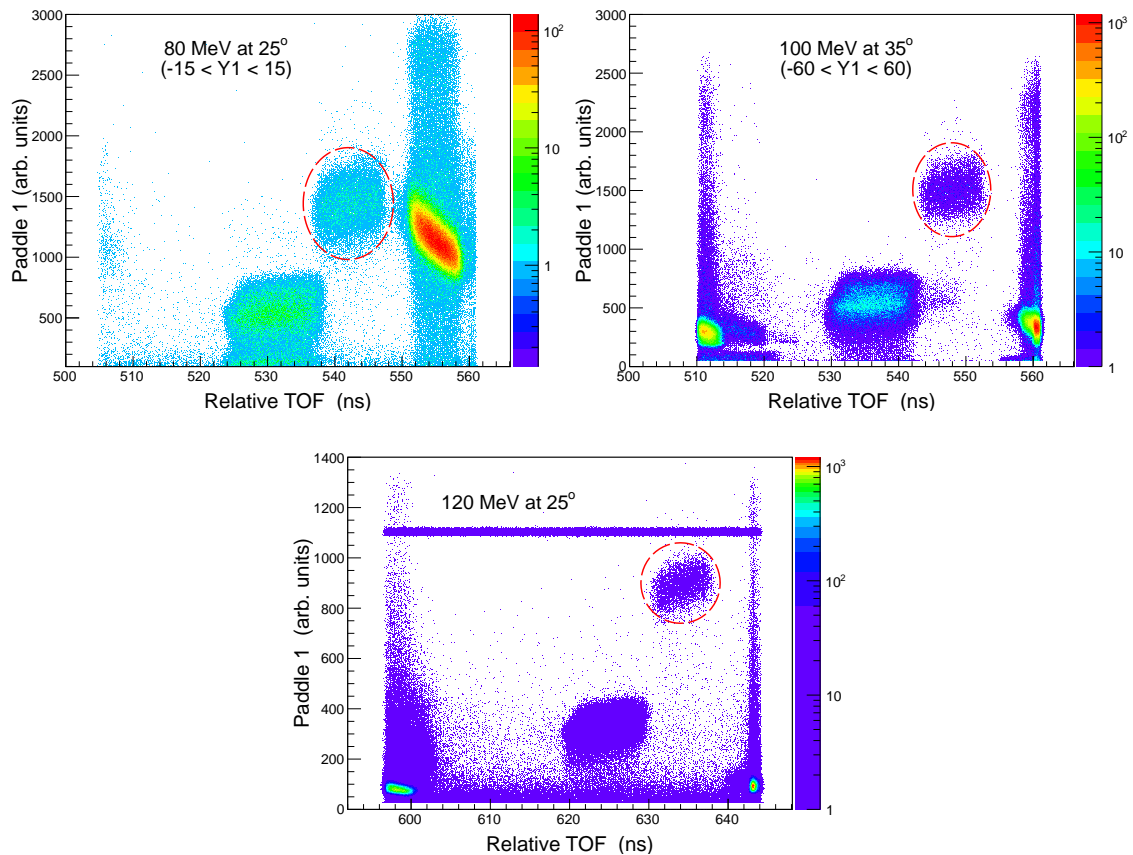 3000
2500
2000
1500
1000
500
Paddle 1 (arb. units)
80 MeV at 25°
(-15 < Y1 < 15)
500 510 520 530 540 550 560
Relative TOF (ns)
10²
10
1
3000
2500
2000
1500
1000
500
0
Paddle 1 (arb. units)
100 MeV at 35°
(-60 < Y1 < 60)
500 510 520 530 540 550 560
Relative TOF (ns)
10³
10²
10
1
1400
1200
1000
800
600
400
200
0
Paddle 1 (arb. units)
120 MeV at 25°
600 610 620 630 640
Relative TOF (ns)
10³
10²
10
1